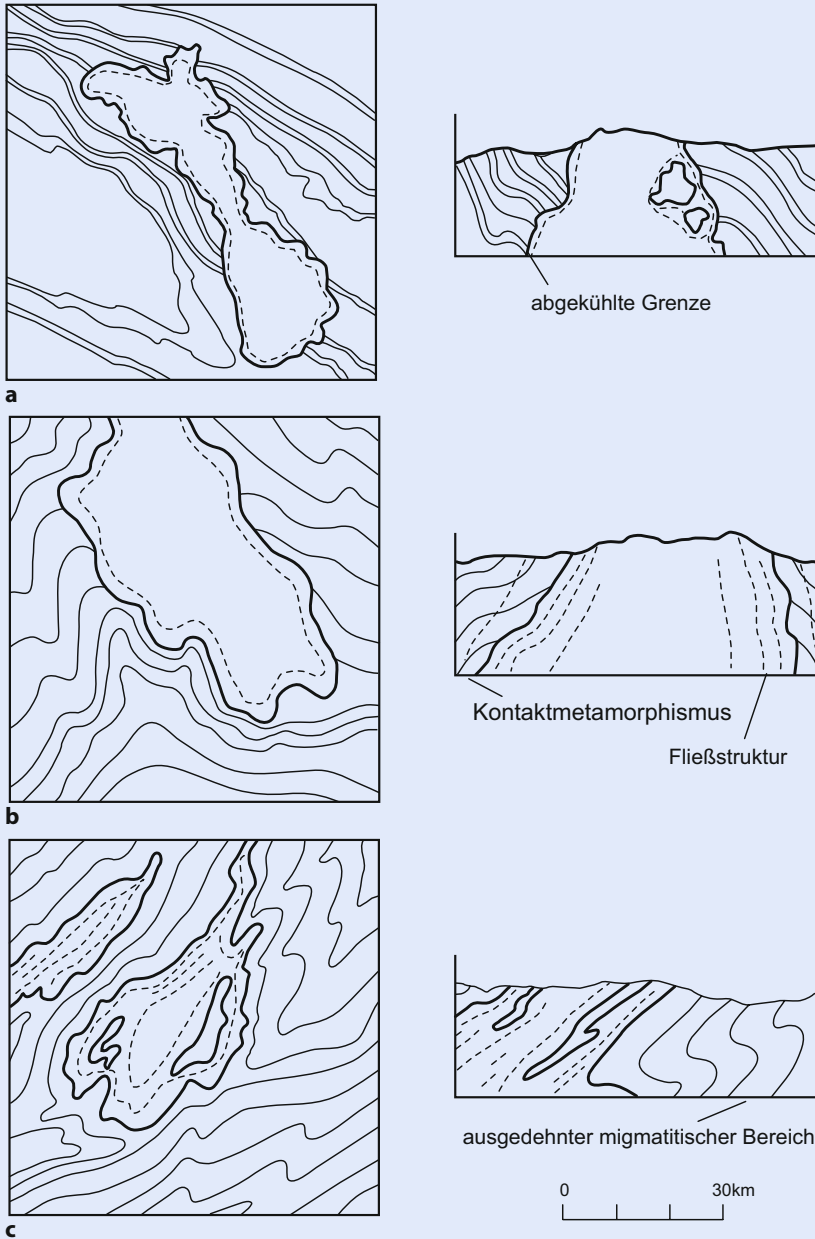 abgekühlte Grenze
a
Kontaktmetamorphismus
Fließstruktur
b
ausgedehnter migmatitischer Bereich
0 30km
c